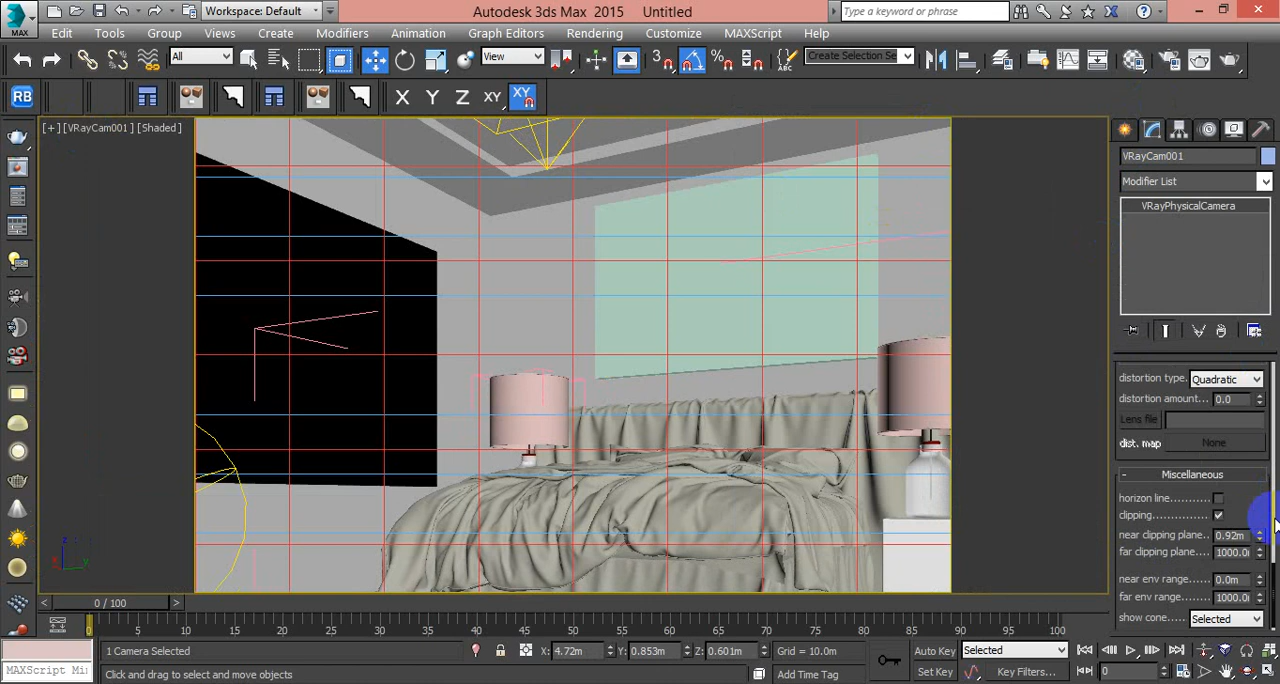 MAX
Workspace: Default
Autodesk 3ds Max 2015 Untitled
Type a keyword or phrase
Edit Tools Group Views Create Modifiers Animation Graph Editors Rendering Customize MAXScript Help
All
View
3
Create Selection Se
RB
X Y Z XY XY
[+] [VRayCam001 ] [Shaded ]
VRayCam001
Modifier List
VRayPhysicalCamera
distortion type. Quadratic
distortion amount... 0.0
Lens file
dist. map None
- Miscellaneous
horizon line..........
clipping................
near clipping plane.. 0.92m
far clipping plane.... 1000.0
near env range..... 0.0m
far env range........ 1000.0
show cone.. Selected
z
x y
< 0 / 100 >
0 5 10 15 20 25 30 35 40 45 50 55 60 65 70 75 80 85 90 95 100
1 Camera Selected
X: 4.72m Y: 0.853m Z: 0.601m Grid = 10.0m
Auto Key Selected
MAXScript Mi
Click and drag to select and move objects
Add Time Tag
Set Key Key Filters...
0